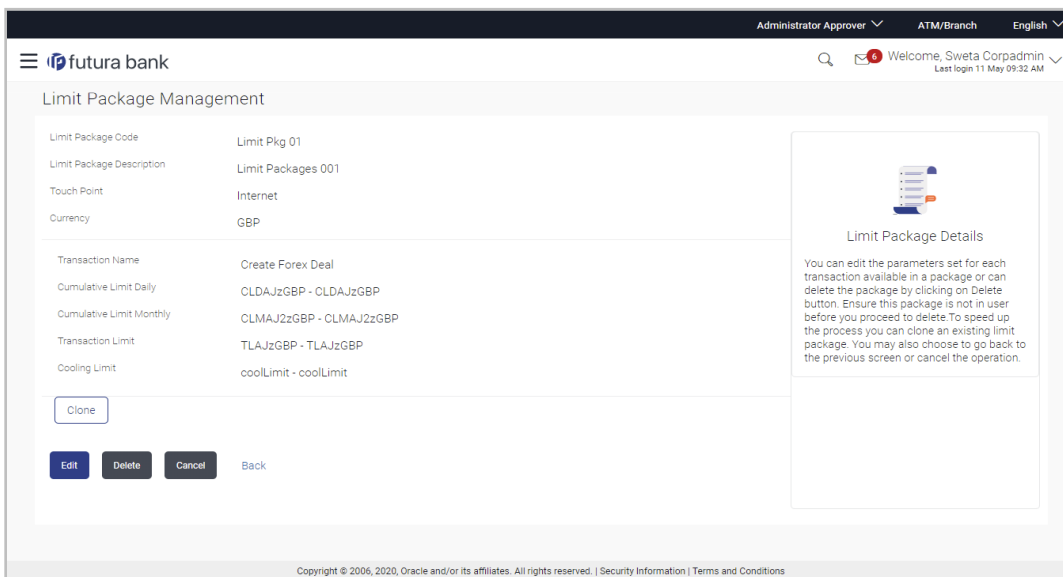 Administrator Approver ATM/Branch English
futura bank
6 Welcome, Sweta Corpadmin
Last login 11 May 09:32 AM
Limit Package Management
Limit Package Code Limit Pkg 01
Limit Package Description Limit Packages 001
Touch Point Internet
Currency GBP
Transaction Name Create Forex Deal
Cumulative Limit Daily CLDAJzGBP - CLDAJzGBP
Cumulative Limit Monthly CLMAJ2zGBP - CLMAJ2zGBP
Transaction Limit TLAJzGBP - TLAJzGBP
Cooling Limit coolLimit - coolLimit
Clone
Edit Delete Cancel Back
Limit Package Details
You can edit the parameters set for each
transaction available in a package or can
delete the package by clicking on Delete
button. Ensure this package is not in user
before you proceed to delete.To speed up
the process you can clone an existing limit
package. You may also choose to go back to
the previous screen or cancel the operation.
Copyright © 2006, 2020, Oracle and/or its affiliates. All rights reserved. | Security Information | Terms and Conditions